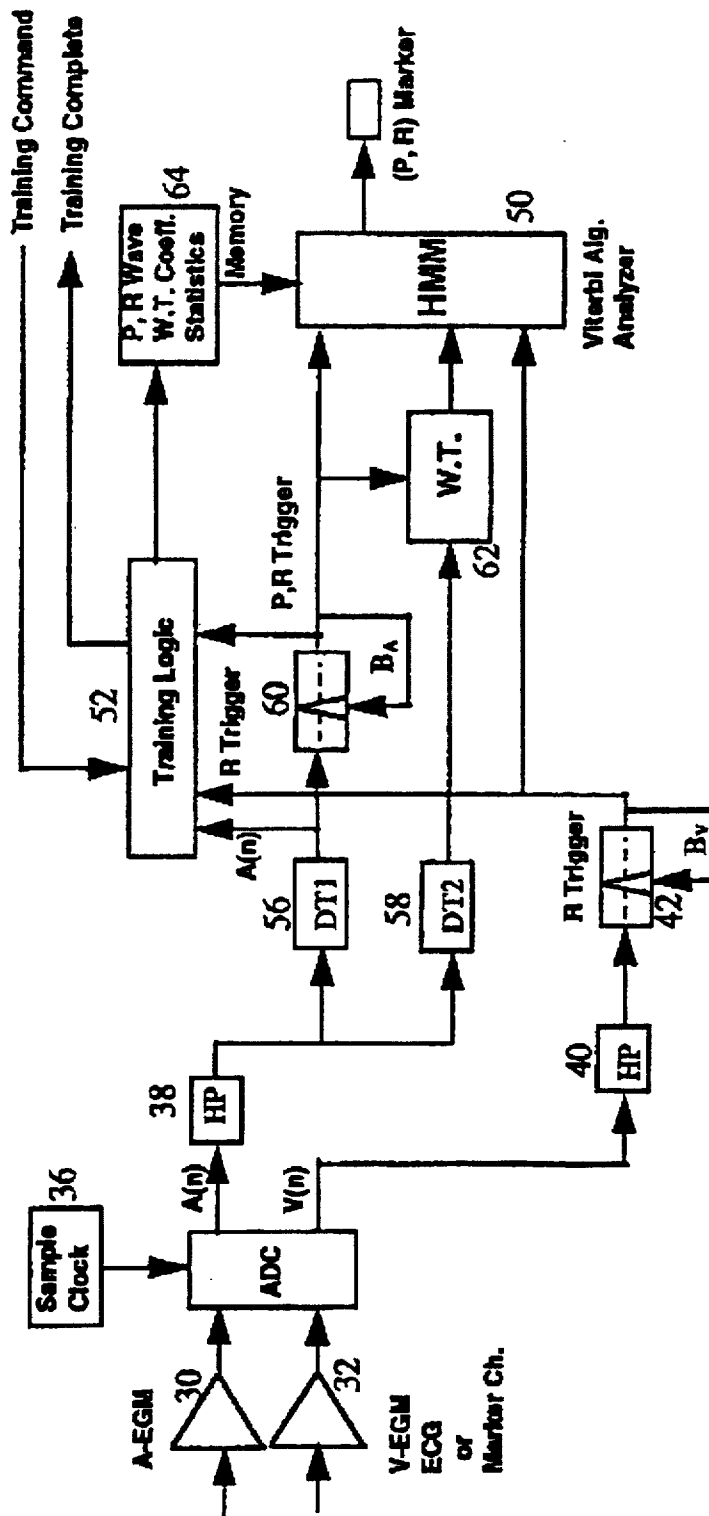 A-EGM
30
V-EGM
ECG
or
Marker Ch.
32
Sample
Clock
36
ADC
A(n)
V(n)
38
HP
40
HP
56
DT1
58
DT2
R Trigger
42
BV
A(n)
R Trigger
52
Training Logic
60
BA
P,R Trigger
62
W.T.
Training Command
Training Complete
P, R Wave
W.T. Coeff.
Statistics
64
Memory
HMM
50
Viterbi Alg.
Analyzer
(P, R) Marker